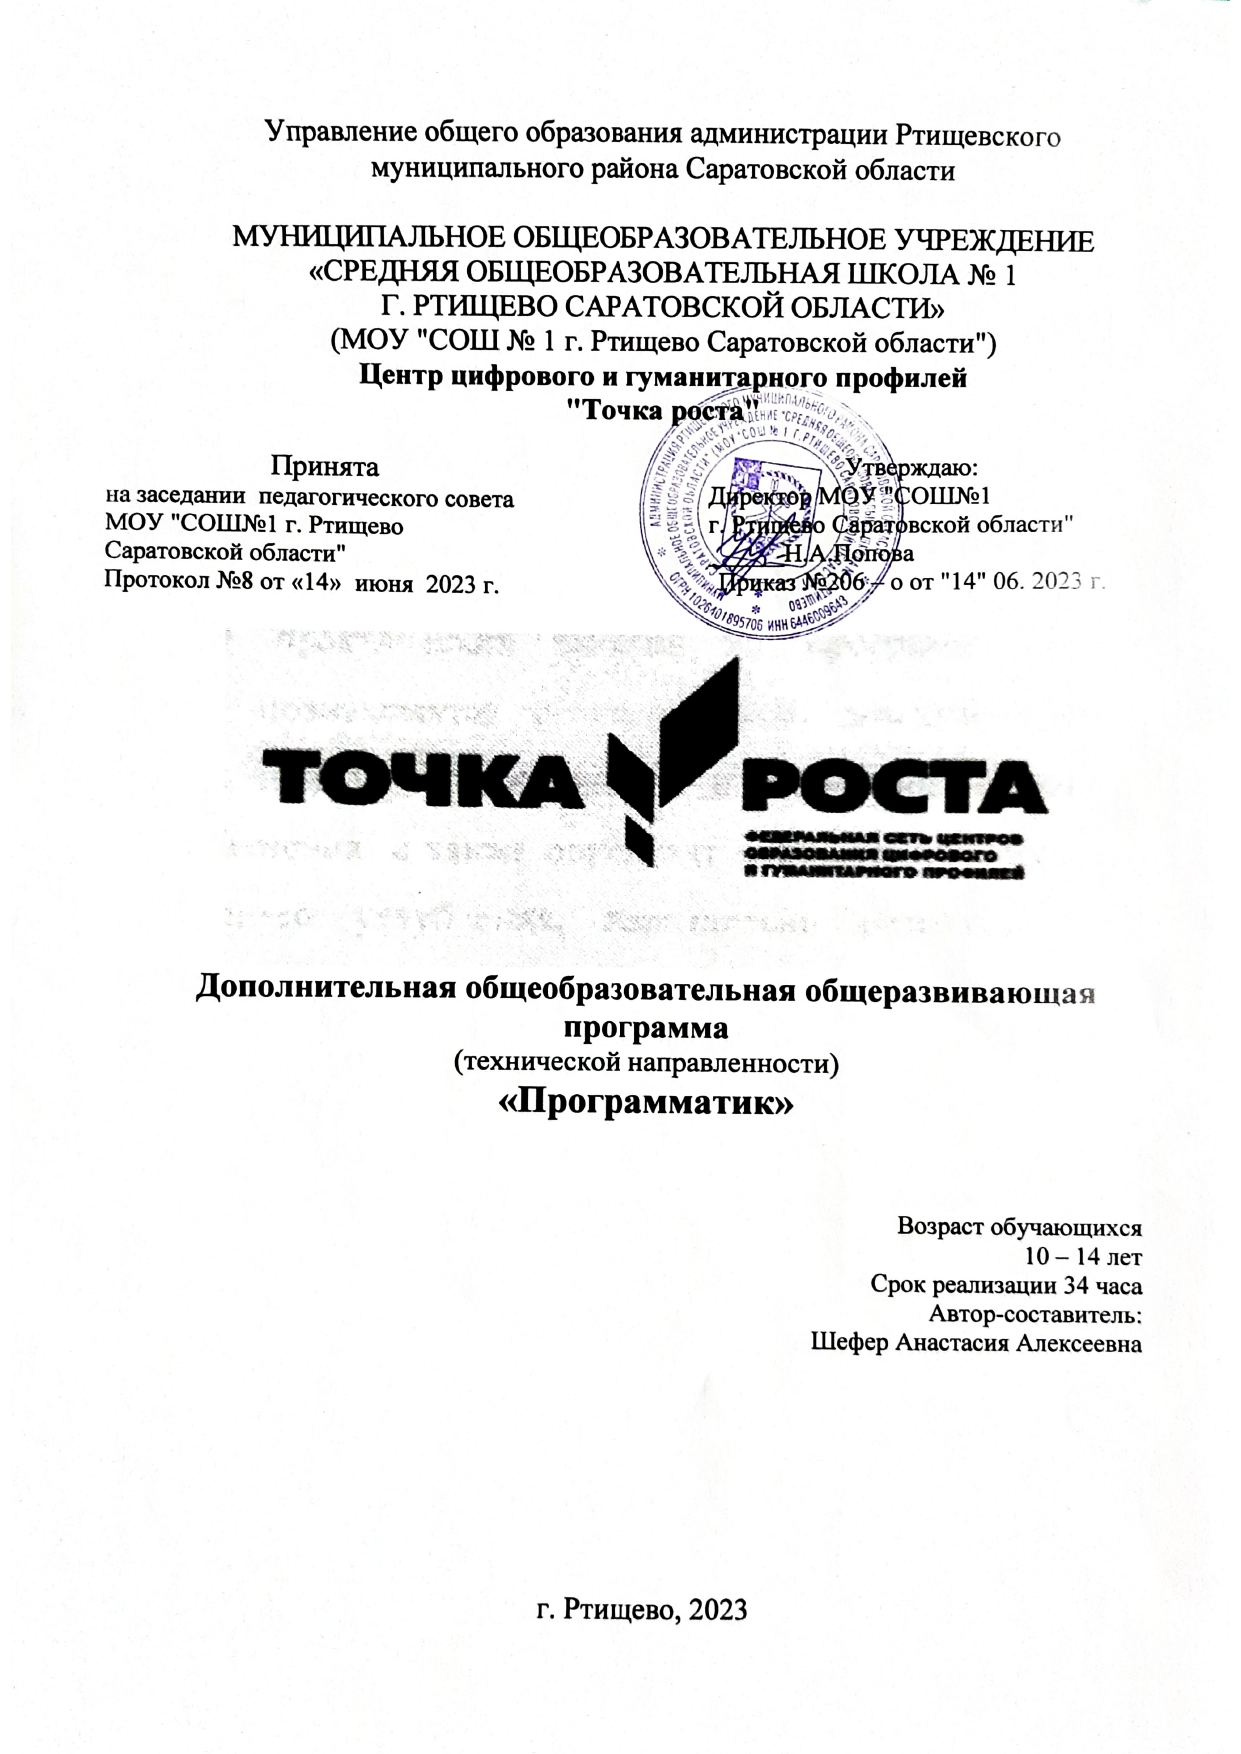 Управление общего образования администрации Ртищевского
муниципального района Саратовской области
МУНИЦИПАЛЬНОЕ ОБЩЕОБРАЗОВАТЕЛЬНОЕ УЧРЕЖДЕНИЕ
«СРЕДНЯЯ ОБЩЕОБРАЗОВАТЕЛЬНАЯ ШКОЛА № 1
Г. РТИЩЕВО САРАТОВСКОЙ ОБЛАСТИ»
(МОУ "СОШ № 1 г. Ртищево Саратовской области")
Центр цифрового и гуманитарного профилей
"Точка роста"
Принята
на заседании педагогического совета
МОУ "СОШ№1 г. Ртищево
Саратовской области"
Протокол №8 от «14» июня 2023 г.
Утверждаю:
Директор МОУ "СОШ№1
г. Ртищево Саратовской области"
Н.А.Попова
Приказ №206 – о от "14" 06. 2023 г.
ОГРН 1026401895706 ИНН 6446009643
ТОЧКА РОСТА
ФЕДЕРАЛЬНАЯ СЕТЬ ЦЕНТРОВ
ОБРАЗОВАНИЯ ЦИФРОВОГО
И ГУМАНИТАРНОГО ПРОФИЛЕЙ
Дополнительная общеобразовательная общеразвивающая
программа
(технической направленности)
«Программатик»
Возраст обучающихся
10 – 14 лет
Срок реализации 34 часа
Автор-составитель:
Шефер Анастасия Алексеевна
г. Ртищево, 2023